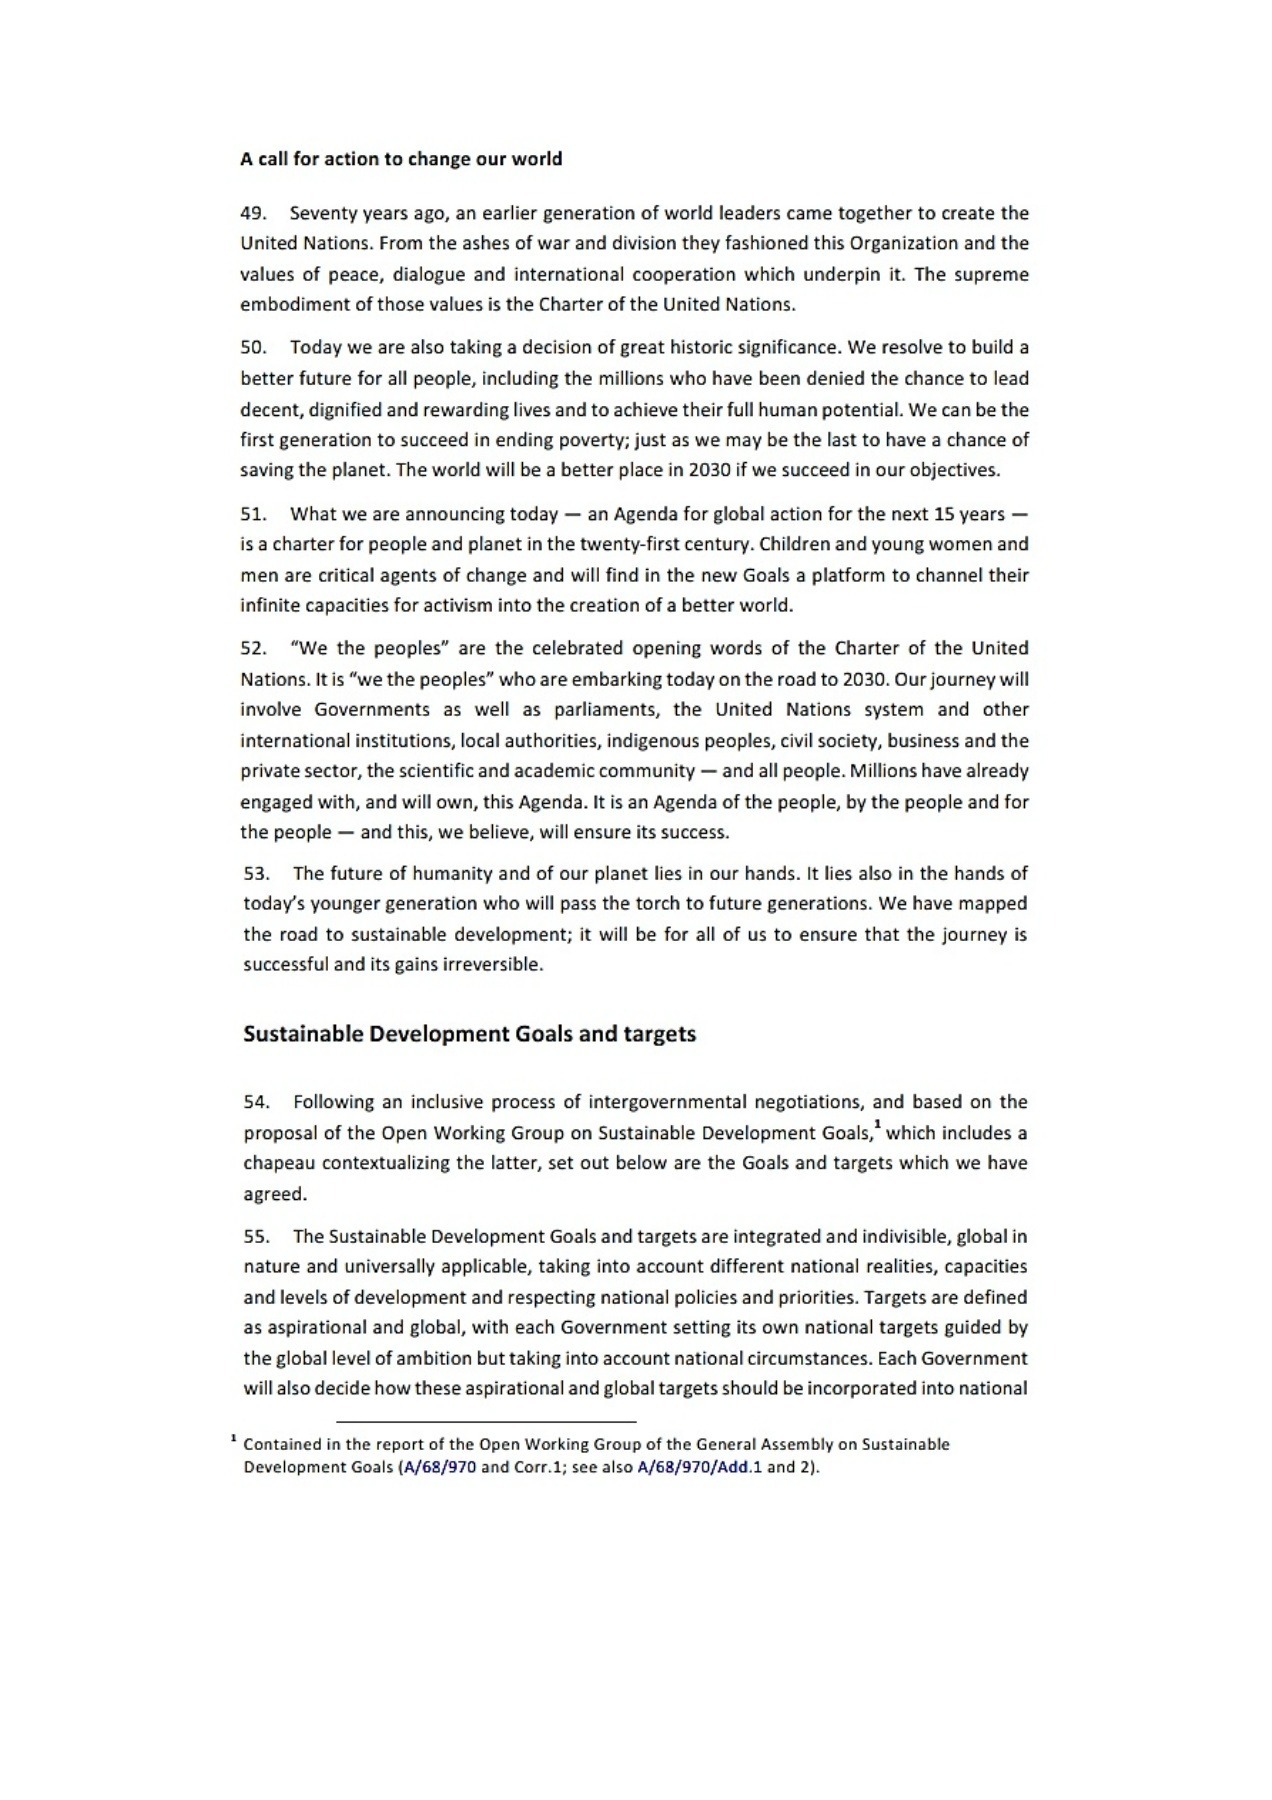 A call for action to change our world
49. Seventy years ago, an earlier generation of world leaders came together to create the
United Nations. From the ashes of war and division they fashioned this Organization and the
values of peace, dialogue and international cooperation which underpin it. The supreme
embodiment of those values is the Charter of the United Nations.
50. Today we are also taking a decision of great historic significance. We resolve to build a
better future for all people, including the millions who have been denied the chance to lead
decent, dignified and rewarding lives and to achieve their full human potential. We can be the
first generation to succeed in ending poverty; just as we may be the last to have a chance of
saving the planet. The world will be a better place in 2030 if we succeed in our objectives.
51. What we are announcing today — an Agenda for global action for the next 15 years —
is a charter for people and planet in the twenty-first century. Children and young women and
men are critical agents of change and will find in the new Goals a platform to channel their
infinite capacities for activism into the creation of a better world.
52. “We the peoples” are the celebrated opening words of the Charter of the United
Nations. It is “we the peoples” who are embarking today on the road to 2030. Our journey will
involve Governments as well as parliaments, the United Nations system and other
international institutions, local authorities, indigenous peoples, civil society, business and the
private sector, the scientific and academic community — and all people. Millions have already
engaged with, and will own, this Agenda. It is an Agenda of the people, by the people and for
the people — and this, we believe, will ensure its success.
53. The future of humanity and of our planet lies in our hands. It lies also in the hands of
today’s younger generation who will pass the torch to future generations. We have mapped
the road to sustainable development; it will be for all of us to ensure that the journey is
successful and its gains irreversible.
Sustainable Development Goals and targets
54. Following an inclusive process of intergovernmental negotiations, and based on the
proposal of the Open Working Group on Sustainable Development Goals,¹ which includes a
chapeau contextualizing the latter, set out below are the Goals and targets which we have
agreed.
55. The Sustainable Development Goals and targets are integrated and indivisible, global in
nature and universally applicable, taking into account different national realities, capacities
and levels of development and respecting national policies and priorities. Targets are defined
as aspirational and global, with each Government setting its own national targets guided by
the global level of ambition but taking into account national circumstances. Each Government
will also decide how these aspirational and global targets should be incorporated into national
¹ Contained in the report of the Open Working Group of the General Assembly on Sustainable
Development Goals (A/68/970 and Corr.1; see also A/68/970/Add.1 and 2).